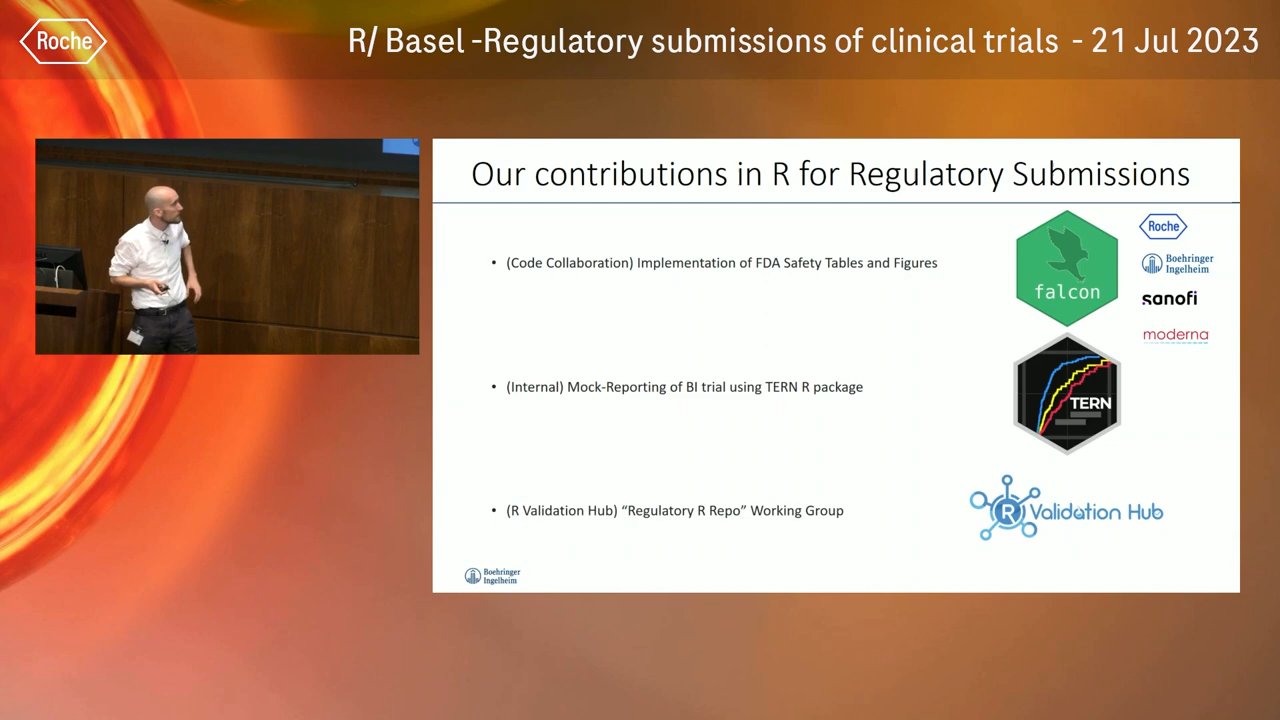 Roche
R/ Basel -Regulatory submissions of clinical trials - 21 Jul 2023
Our contributions in R for Regulatory Submissions
• (Code Collaboration) Implementation of FDA Safety Tables and Figures
falcon
Roche
Boehringer
Ingelheim
sanofi
moderna
• (Internal) Mock-Reporting of BI trial using TERN R package
TERN
• (R Validation Hub) “Regulatory R Repo” Working Group
R Validation Hub
Boehringer
Ingelheim